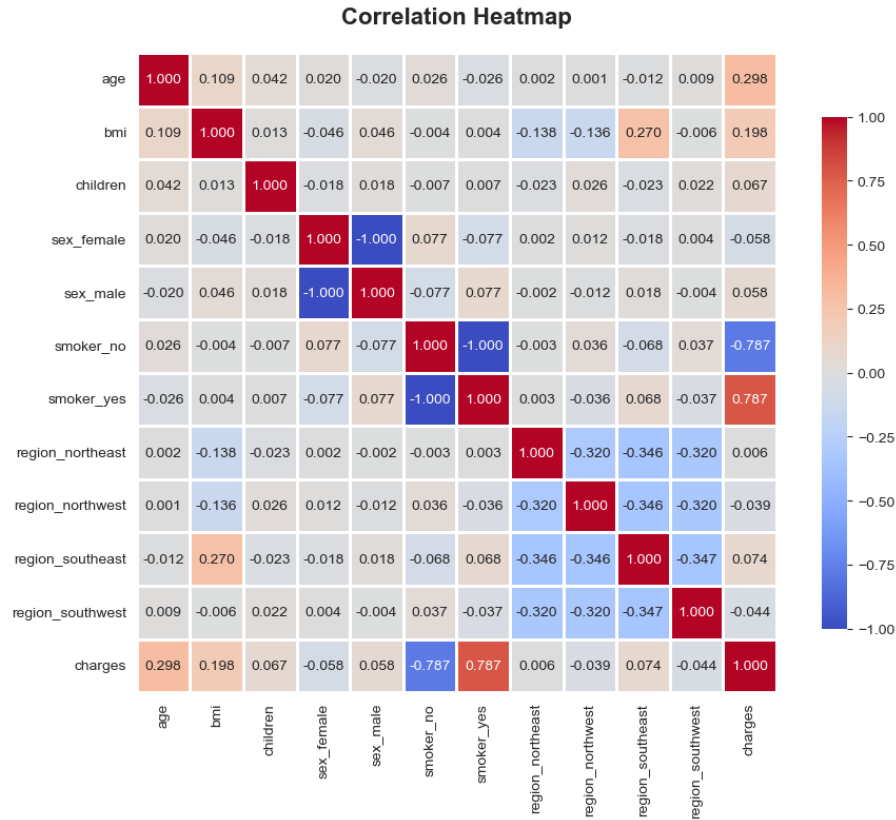 Correlation Heatmap
age 1.000 0.109 0.042 0.020 -0.020 0.026 -0.026 0.002 0.001 -0.012 0.009 0.298
bmi 0.109 1.000 0.013 -0.046 0.046 -0.004 0.004 -0.138 -0.136 0.270 -0.006 0.198
children 0.042 0.013 1.000 -0.018 0.018 -0.007 0.007 -0.023 0.026 -0.023 0.022 0.067
sex_female 0.020 -0.046 -0.018 1.000 -1.000 0.077 -0.077 0.002 0.012 -0.018 0.004 -0.058
sex_male -0.020 0.046 0.018 -1.000 1.000 -0.077 0.077 -0.002 -0.012 0.018 -0.004 0.058
smoker_no 0.026 -0.004 -0.007 0.077 -0.077 1.000 -1.000 -0.003 0.036 -0.068 0.037 -0.787
smoker_yes -0.026 0.004 0.007 -0.077 0.077 -1.000 1.000 0.003 -0.036 0.068 -0.037 0.787
region_northeast 0.002 -0.138 -0.023 0.002 -0.002 -0.003 0.003 1.000 -0.320 -0.346 -0.320 0.006
region_northwest 0.001 -0.136 0.026 0.012 -0.012 0.036 -0.036 -0.320 1.000 -0.346 -0.320 -0.039
region_southeast -0.012 0.270 -0.023 -0.018 0.018 -0.068 0.068 -0.346 -0.346 1.000 -0.347 0.074
region_southwest 0.009 -0.006 0.022 0.004 -0.004 0.037 -0.037 -0.320 -0.320 -0.347 1.000 -0.044
charges 0.298 0.198 0.067 -0.058 0.058 -0.787 0.787 0.006 -0.039 0.074 -0.044 1.000
age bmi children sex_female sex_male smoker_no smoker_yes region_northeast region_northwest region_southeast region_southwest charges
1.00
0.75
0.50
0.25
0.00
−0.25
−0.50
−0.75
−1.00